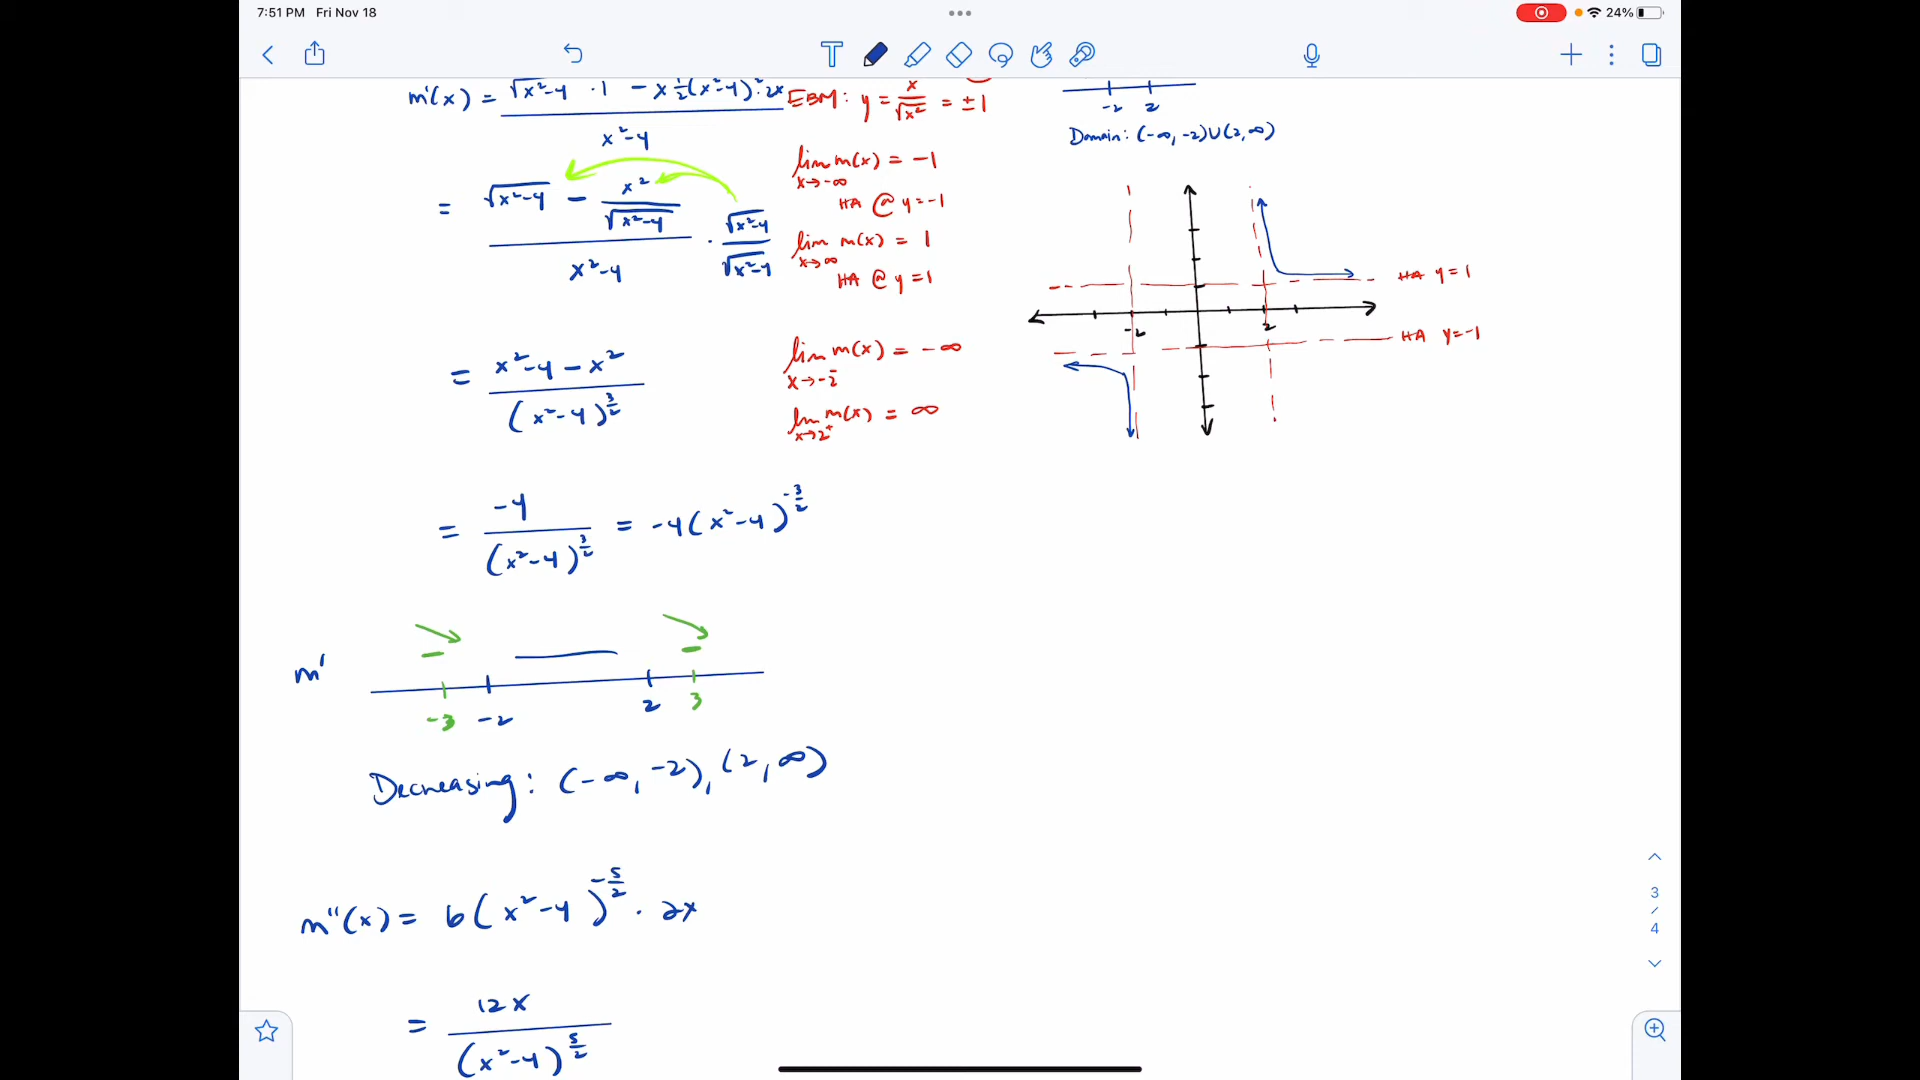 7:51 PM Fri Nov 18
24%
m'(x) = √x²-4 · 1 - x ½(x²-4) · 2x
x²-4
= √x²-4 - x²/√x²-4 · √x²-4/√x²-4
x²-4
= x²-4-x²
(x²-4)^3/2
= -4/(x²-4)^3/2 = -4(x²-4)^-3/2
m'
- -
-3 -2 2 3
Decreasing: (-∞, -2), (2, ∞)
m"(x) = 6(x²-4)^-5/2 · 2x
= 12x
(x²-4)^5/2
EBM: y = x/√x² = ±1
lim m(x) = -1
x→-∞
HA @ y=-1
lim m(x) = 1
x→∞
HA @ y=1
lim m(x) = -∞
x→-2⁻
lim m(x) = ∞
x→2⁺
-2 2
Domain: (-∞, -2)∪(2, ∞)
HA y=1
-2 2
HA y=-1
3
/
4